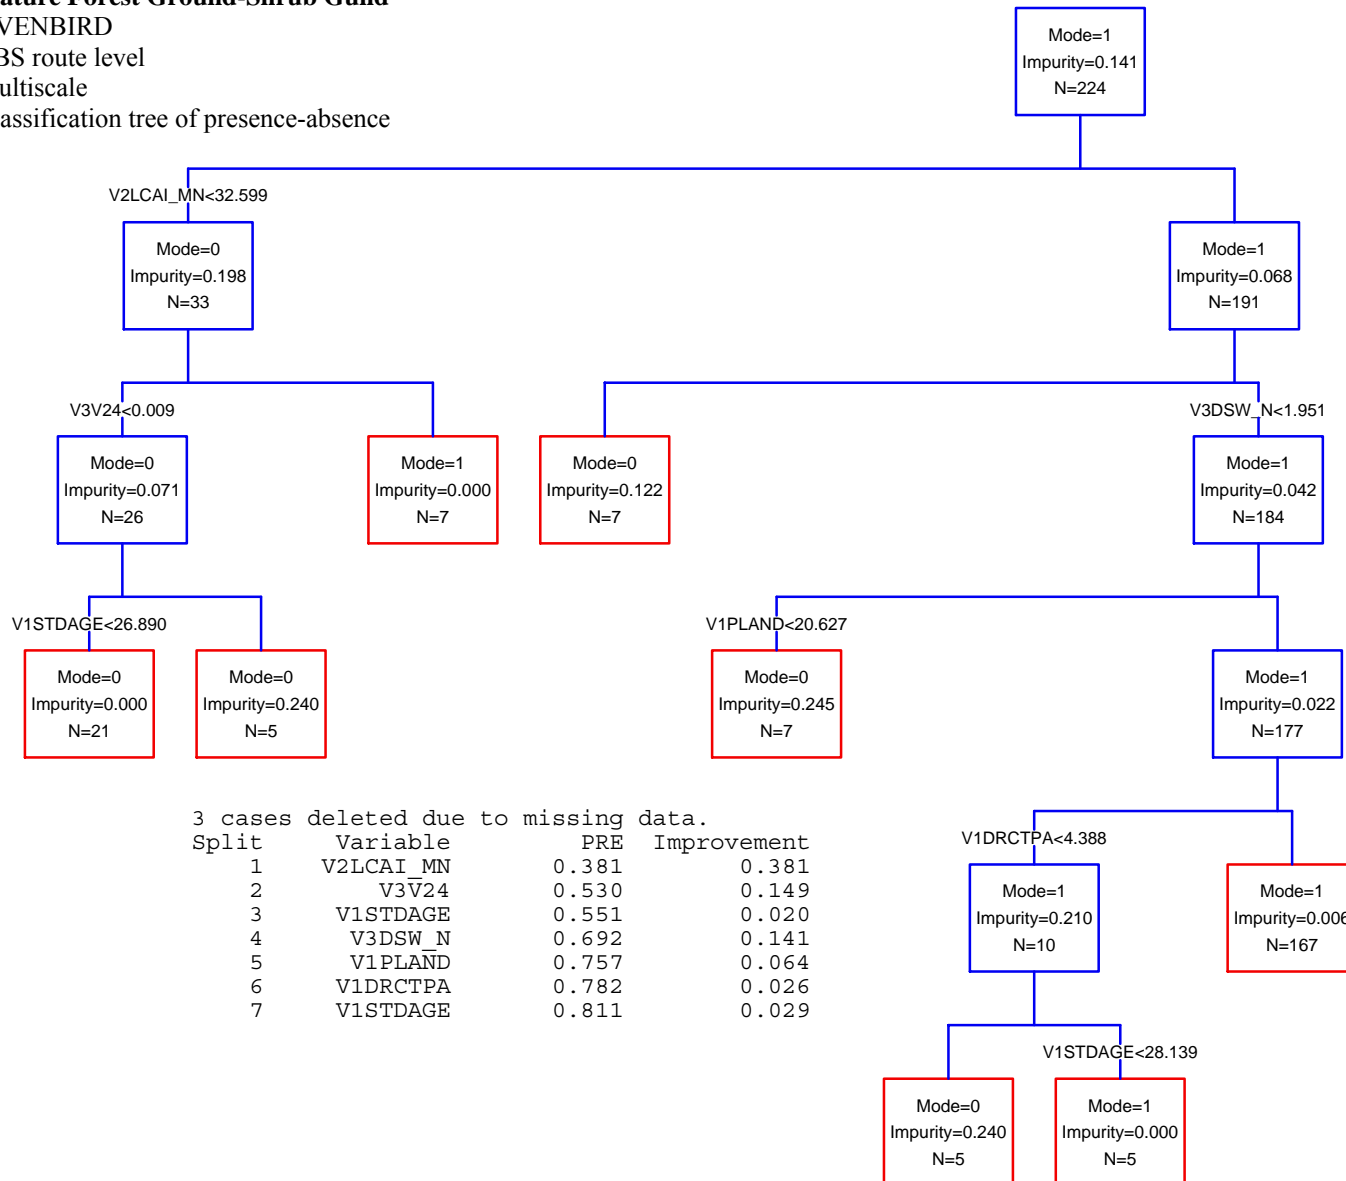 ature Forest Ground-Shrub Guild
VENBIRD
BS route level
ultiscale
assification tree of presence-absence
Mode=1
Impurity=0.141
N=224
V2LCAI_MN<32.599
Mode=0
Impurity=0.198
N=33
Mode=1
Impurity=0.068
N=191
V3V24<0.009
V3DSW_N<1.951
Mode=0
Impurity=0.071
N=26
Mode=1
Impurity=0.000
N=7
Mode=0
Impurity=0.122
N=7
Mode=1
Impurity=0.042
N=184
V1STDAGE<26.890
V1PLAND<20.627
Mode=0
Impurity=0.000
N=21
Mode=0
Impurity=0.240
N=5
Mode=0
Impurity=0.245
N=7
Mode=1
Impurity=0.022
N=177
3 cases deleted due to missing data.
Split Variable PRE Improvement
1 V2LCAI_MN 0.381 0.381
2 V3V24 0.530 0.149
3 V1STDAGE 0.551 0.020
4 V3DSW_N 0.692 0.141
5 V1PLAND 0.757 0.064
6 V1DRCTPA 0.782 0.026
7 V1STDAGE 0.811 0.029
V1DRCTPA<4.388
Mode=1
Impurity=0.210
N=10
Mode=1
Impurity=0.006
N=167
V1STDAGE<28.139
Mode=0
Impurity=0.240
N=5
Mode=1
Impurity=0.000
N=5